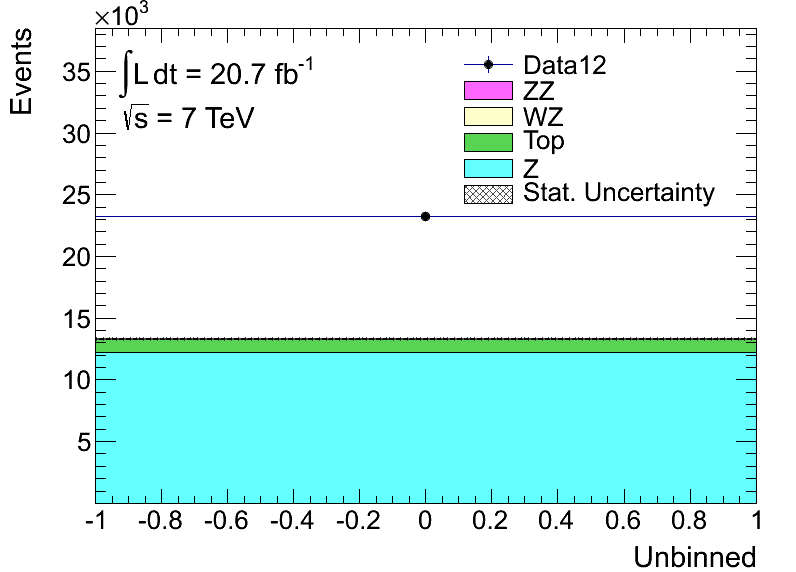 ×10³
Events
∫L dt = 20.7 fb⁻¹
√s = 7 TeV
Data12
ZZ
WZ
Top
Z
Stat. Uncertainty
35
30
25
20
15
10
5
-1 -0.8 -0.6 -0.4 -0.2 0 0.2 0.4 0.6 0.8 1
Unbinned